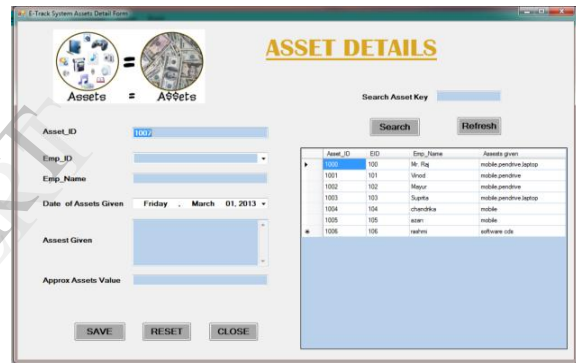 E-Track System Assets Detail Form
ASSET DETAILS
Assets = A$$ets
Search Asset Key
Search Refresh
Asset_ID 1007
Emp_ID
Emp_Name
Date of Assets Given Friday , March 01, 2013
Assest Given
Approx Assets Value
SAVE RESET CLOSE
Asset_ID EID Emp_Name Assests given
1000 100 Mr. Raj mobile,pendrive,laptop
1001 101 Vinod mobile,pendrive
1002 102 Mayur mobile,pendrive
1003 103 Suprita mobile,pendrive,laptop
1004 104 chandrika mobile
1005 105 azari mobile
1006 106 rashmi software cds